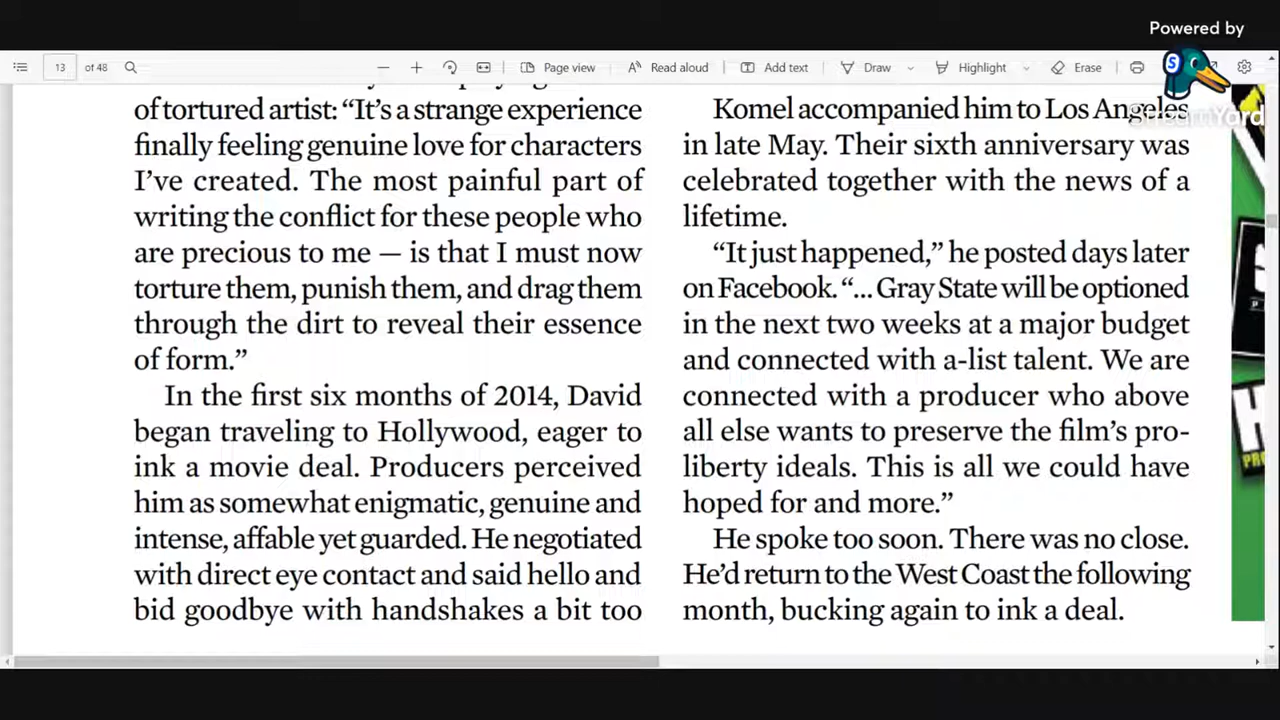 Powered by
13 of 48
Page view
Read aloud
Add text
Draw
Highlight
Erase
StreamYard
of tortured artist: “It’s a strange experience
finally feeling genuine love for characters
I’ve created. The most painful part of
writing the conflict for these people who
are precious to me — is that I must now
torture them, punish them, and drag them
through the dirt to reveal their essence
of form.”
In the first six months of 2014, David
began traveling to Hollywood, eager to
ink a movie deal. Producers perceived
him as somewhat enigmatic, genuine and
intense, affable yet guarded. He negotiated
with direct eye contact and said hello and
bid goodbye with handshakes a bit too
Komel accompanied him to Los Angeles
in late May. Their sixth anniversary was
celebrated together with the news of a
lifetime.
“It just happened,” he posted days later
on Facebook. “... Gray State will be optioned
in the next two weeks at a major budget
and connected with a-list talent. We are
connected with a producer who above
all else wants to preserve the film’s pro-
liberty ideals. This is all we could have
hoped for and more.”
He spoke too soon. There was no close.
He’d return to the West Coast the following
month, bucking again to ink a deal.